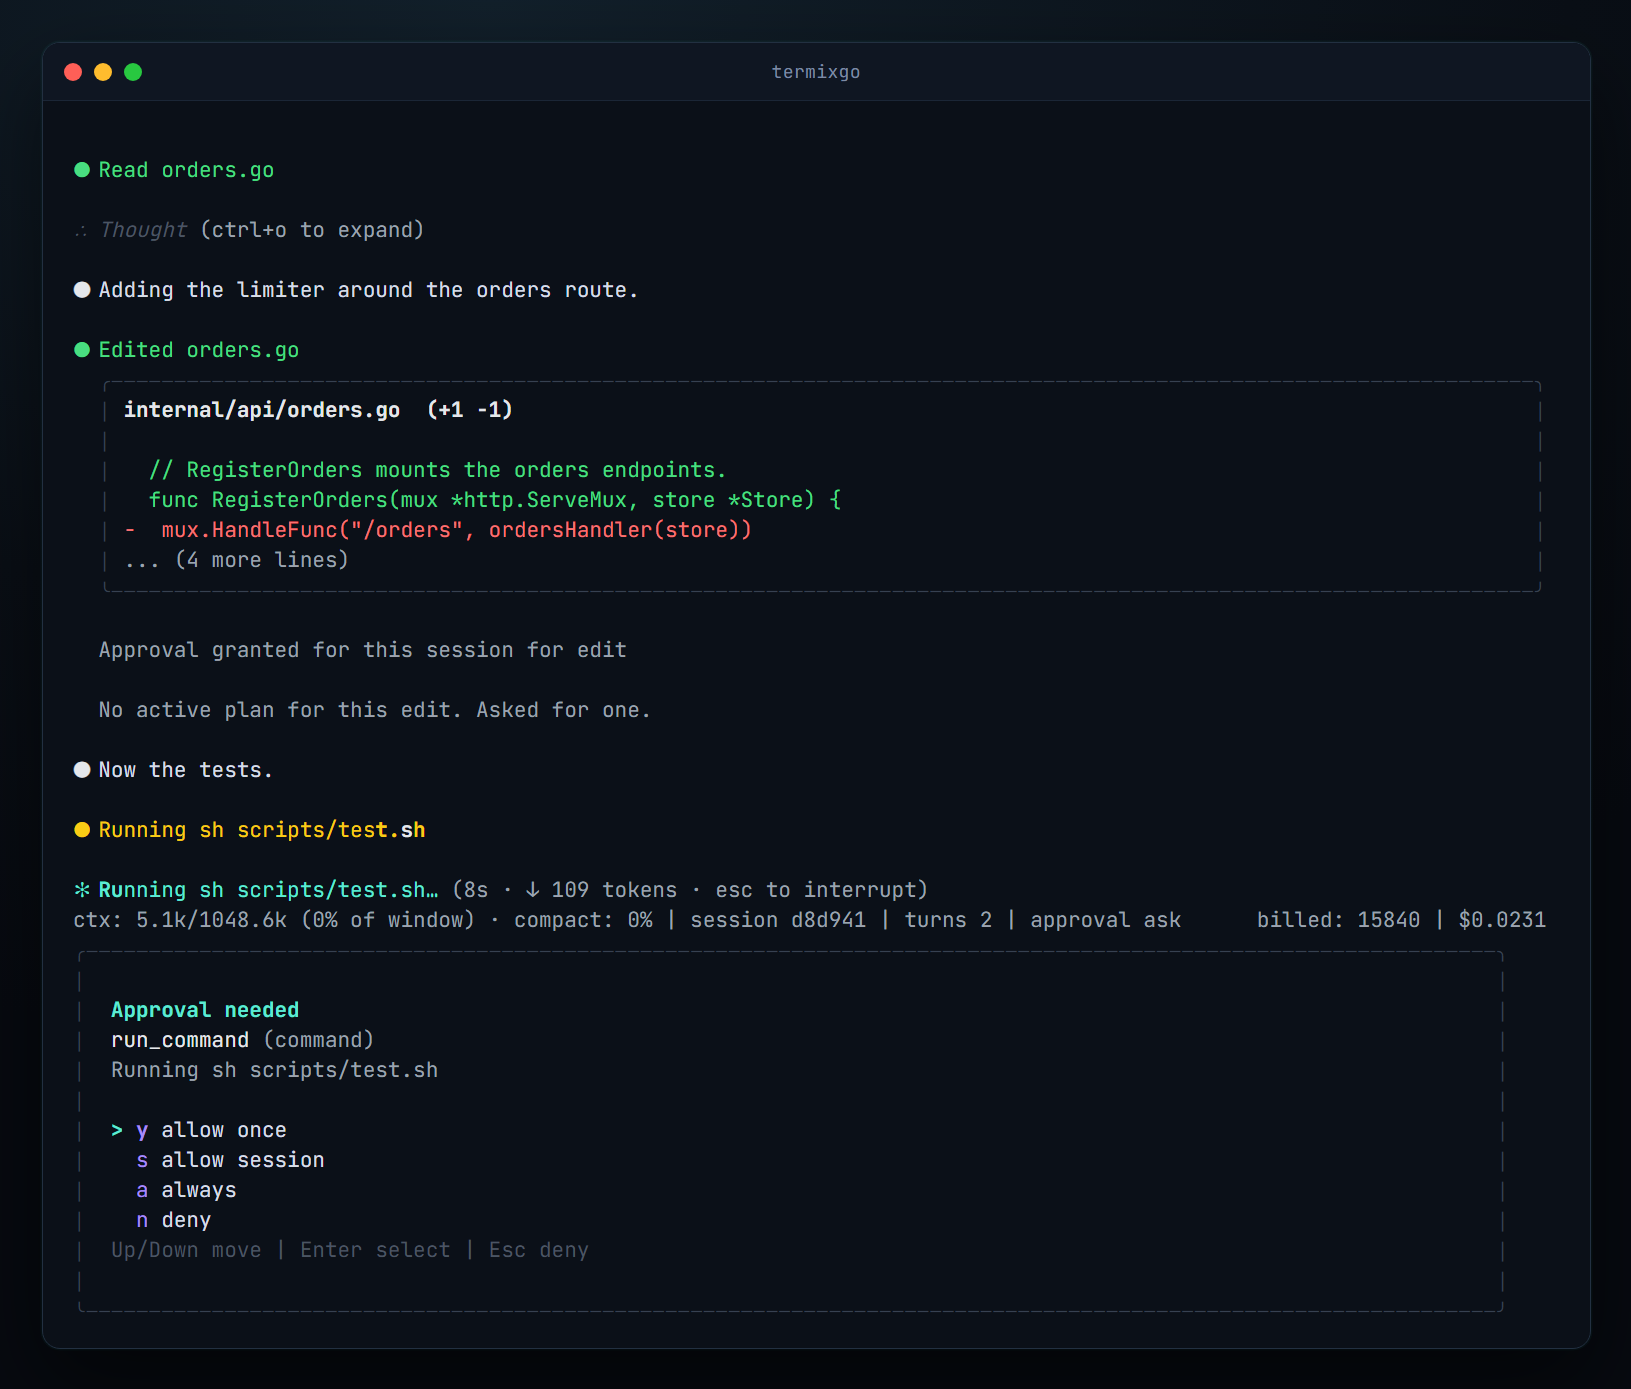 termixgo
● Read orders.go
∴ Thought (ctrl+o to expand)
● Adding the limiter around the orders route.
● Edited orders.go
internal/api/orders.go  (+1 -1)
// RegisterOrders mounts the orders endpoints.
func RegisterOrders(mux *http.ServeMux, store *Store) {
-  mux.HandleFunc("/orders", ordersHandler(store))
... (4 more lines)
Approval granted for this session for edit
No active plan for this edit. Asked for one.
● Now the tests.
● Running sh scripts/test.sh
✻ Running sh scripts/test.sh… (8s · ↓ 109 tokens · esc to interrupt)
ctx: 5.1k/1048.6k (0% of window) · compact: 0% | session d8d941 | turns 2 | approval ask      billed: 15840 | $0.0231
Approval needed
run_command (command)
Running sh scripts/test.sh
> y allow once
s allow session
a always
n deny
Up/Down move | Enter select | Esc deny